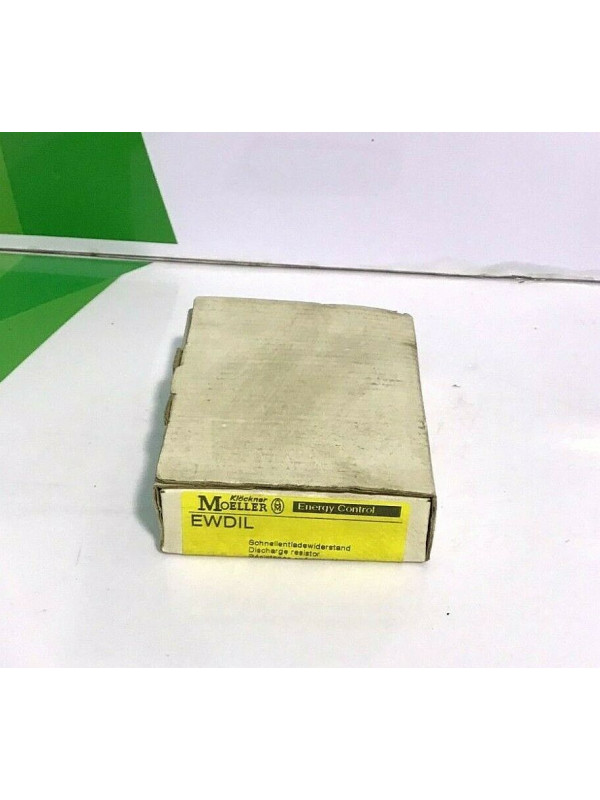 Klöckner
MOELLER
Energy Control
EWDIL
Schnellentladewiderstand
Discharge resistor